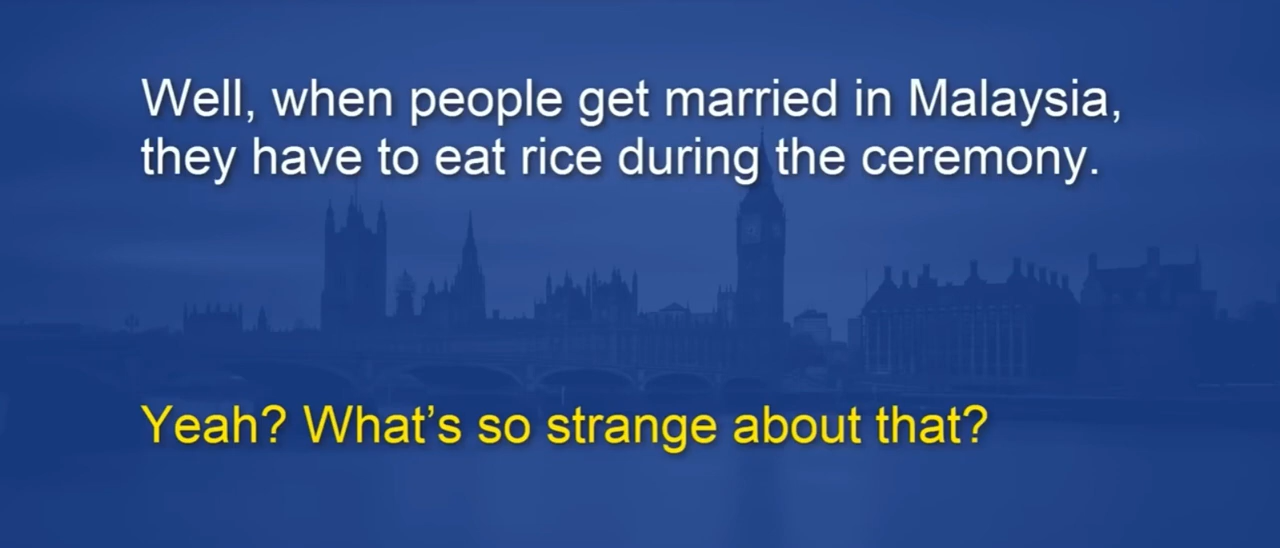 Well, when people get married in Malaysia,
they have to eat rice during the ceremony.
Yeah? What’s so strange about that?